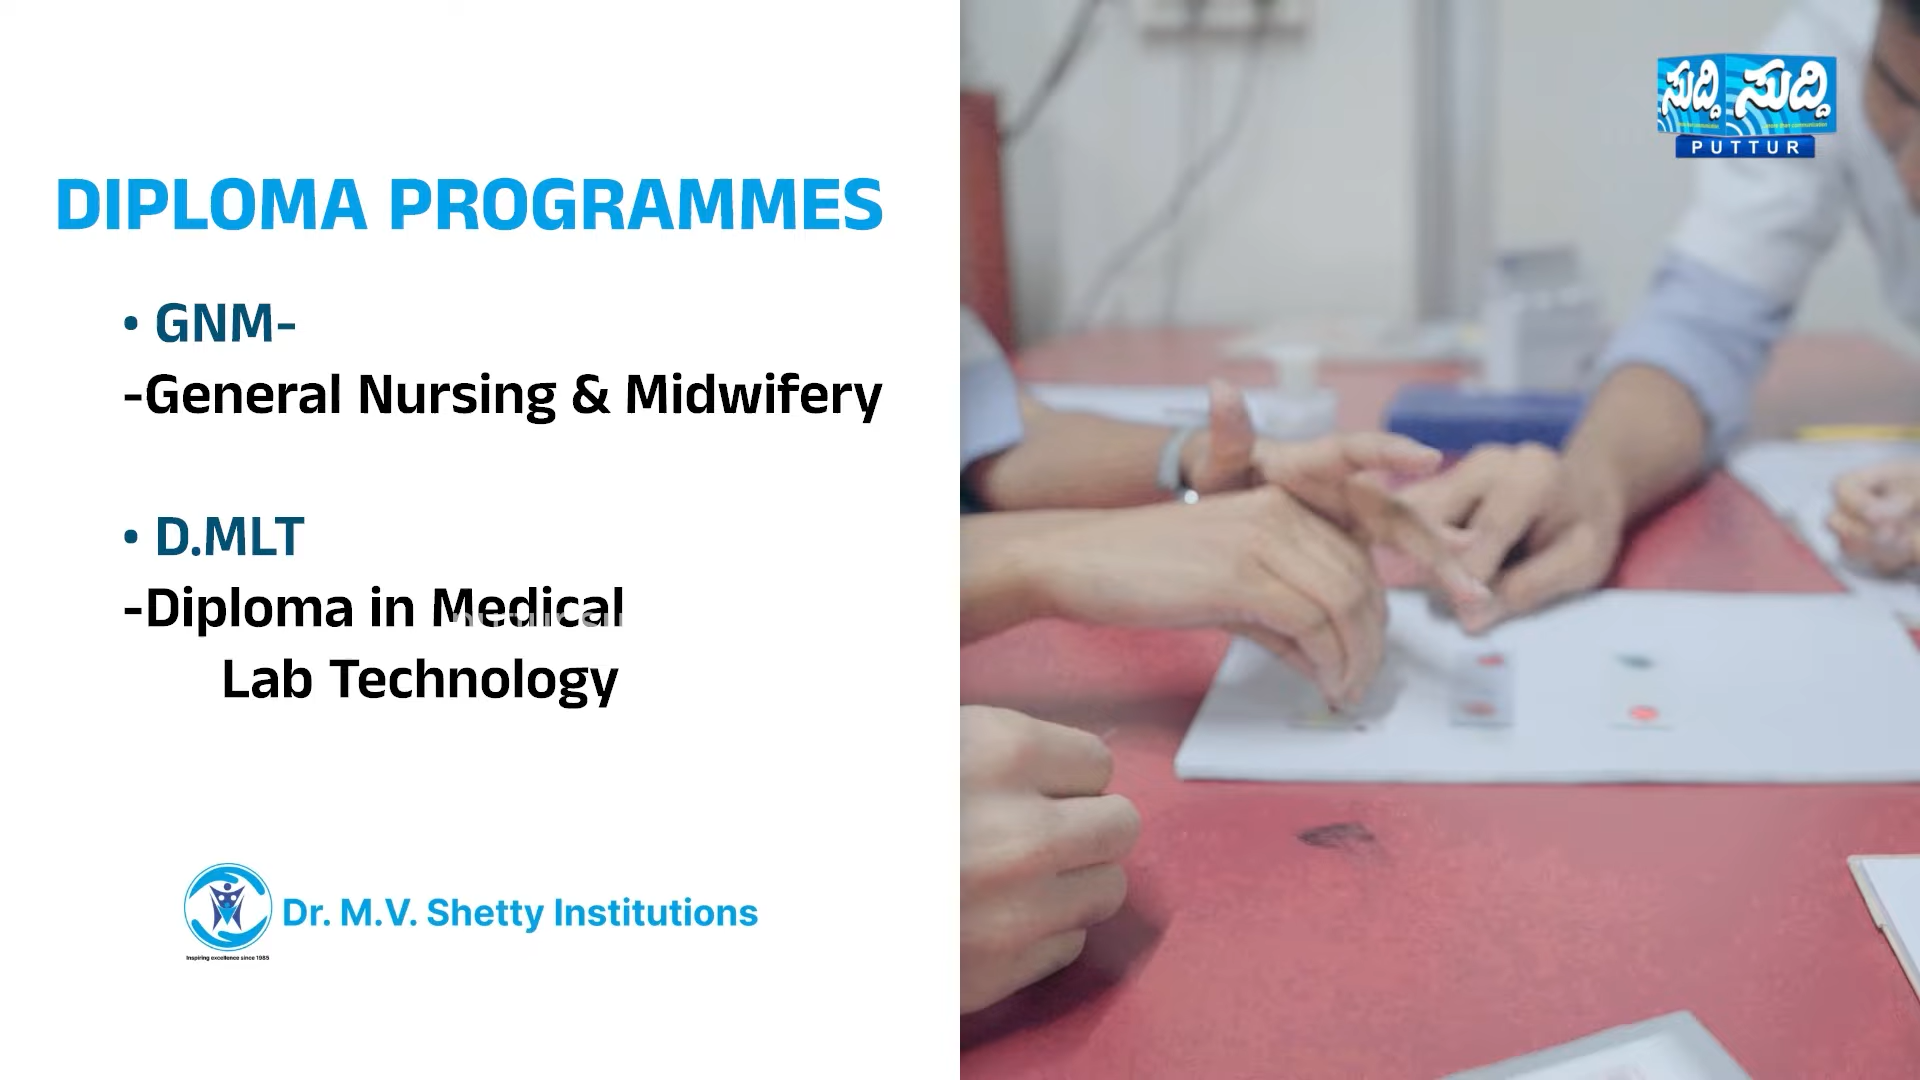 DIPLOMA PROGRAMMES
• GNM-
-General Nursing & Midwifery
• D.MLT
-Diploma in Medical
Lab Technology
Dr. M.V. Shetty Institutions
Inspiring excellence since 1985
ಸುದ್ದಿ ಸುದ್ದಿ
PUTTUR